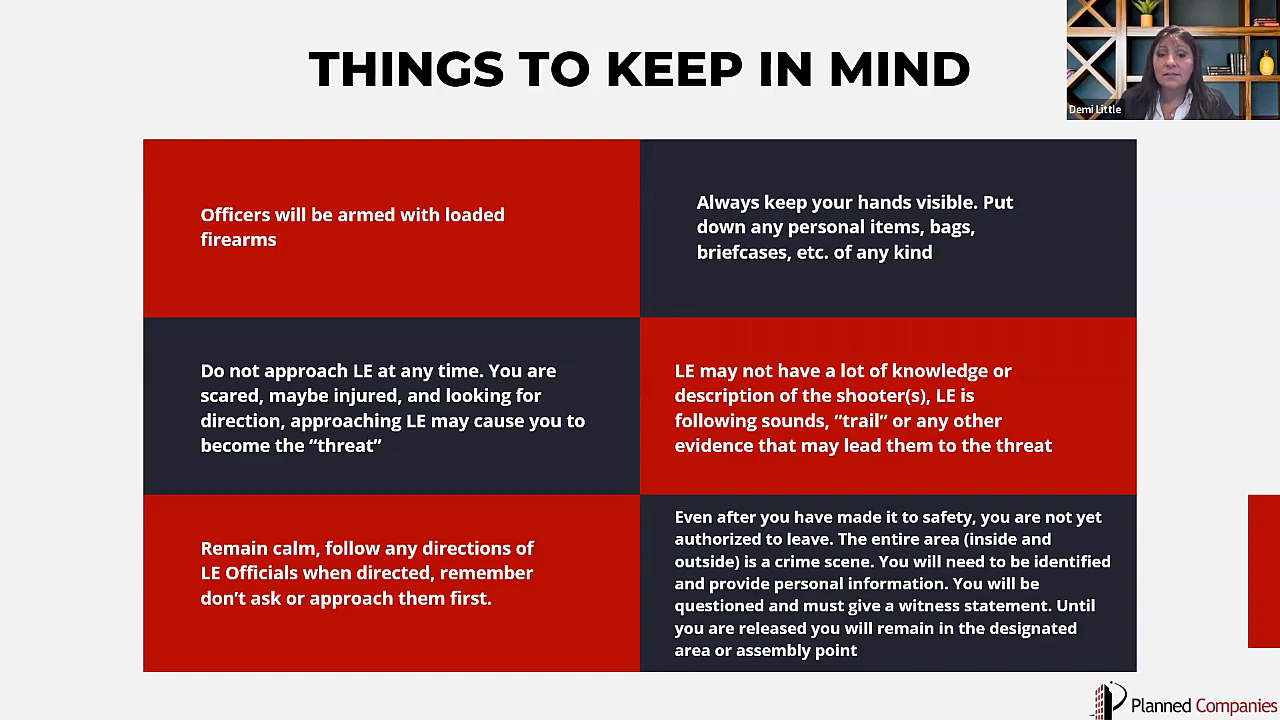 THINGS TO KEEP IN MIND
Demi Little
Officers will be armed with loaded
firearms
Always keep your hands visible. Put
down any personal items, bags,
briefcases, etc. of any kind
Do not approach LE at any time. You are
scared, maybe injured, and looking for
direction, approaching LE may cause you to
become the “threat”
LE may not have a lot of knowledge or
description of the shooter(s), LE is
following sounds, “trail“ or any other
evidence that may lead them to the threat
Remain calm, follow any directions of
LE Officials when directed, remember
don’t ask or approach them first.
Even after you have made it to safety, you are not yet
authorized to leave. The entire area (inside and
outside) is a crime scene. You will need to be identified
and provide personal information. You will be
questioned and must give a witness statement. Until
you are released you will remain in the designated
area or assembly point
Planned Companies